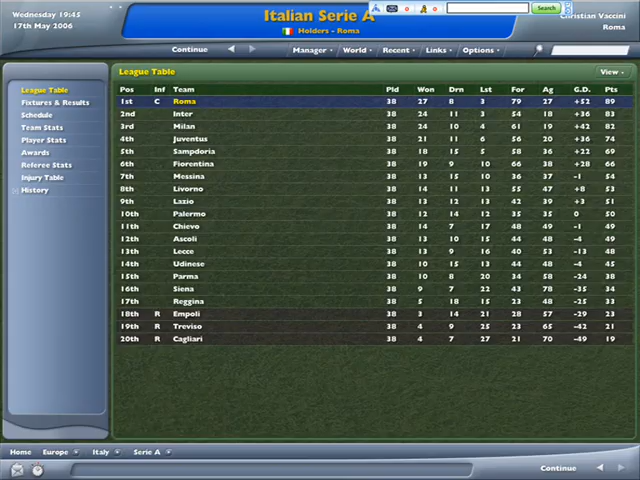 Wednesday 19:45
17th May 2006
Italian Serie A
Holders - Roma
Search
Christian Vaccini
Roma
Continue
Manager
World
Recent
Links
Options
League Table
Fixtures & Results
Schedule
Team Stats
Player Stats
Awards
Referee Stats
Injury Table
History
League Table
View
Pos Inf Team Pld Won Drn Lst For Ag G.D. Pts
1st C Roma 38 27 8 3 79 27 +52 89
2nd Inter 38 24 11 3 54 18 +36 83
3rd Milan 38 24 10 4 61 19 +42 82
4th Juventus 38 21 11 6 56 20 +36 74
5th Sampdoria 38 18 15 5 58 36 +22 69
6th Fiorentina 38 19 9 10 66 38 +28 66
7th Messina 38 13 15 10 36 37 -1 54
8th Livorno 38 14 11 13 55 47 +8 53
9th Lazio 38 13 12 13 42 39 +3 51
10th Palermo 38 12 14 12 35 35 0 50
11th Chievo 38 14 7 17 48 49 -1 49
12th Ascoli 38 13 10 15 44 48 -4 49
13th Lecce 38 13 9 16 40 53 -13 48
14th Udinese 38 10 15 13 44 48 -4 45
15th Parma 38 10 8 20 34 58 -24 38
16th Siena 38 9 7 22 43 78 -35 34
17th Reggina 38 5 18 15 23 48 -25 33
18th R Empoli 38 3 14 21 28 57 -29 23
19th R Treviso 38 4 9 25 23 65 -42 21
20th R Cagliari 38 4 7 27 21 70 -49 19
Home Europe Italy Serie A
Continue